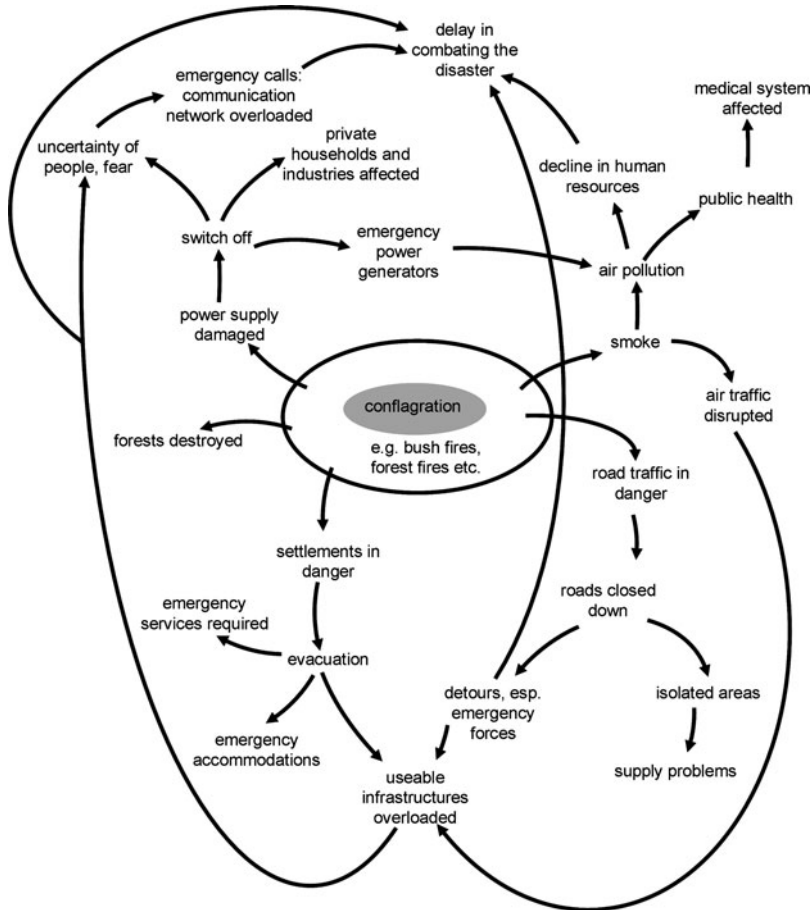 delay in
combating the
disaster
emergency calls:
communication
network overloaded
medical system
affected
uncertainty of
people, fear
private
households and
industries affected
decline in human
resources
public health
switch off
emergency
power
generators
air pollution
power supply
damaged
smoke
air traffic
disrupted
conflagration
e.g. bush fires,
forest fires etc.
forests destroyed
road traffic in
danger
settlements in
danger
roads closed
down
emergency
services required
evacuation
detours, esp.
emergency
forces
isolated areas
emergency
accommodations
useable
infrastructures
overloaded
supply problems